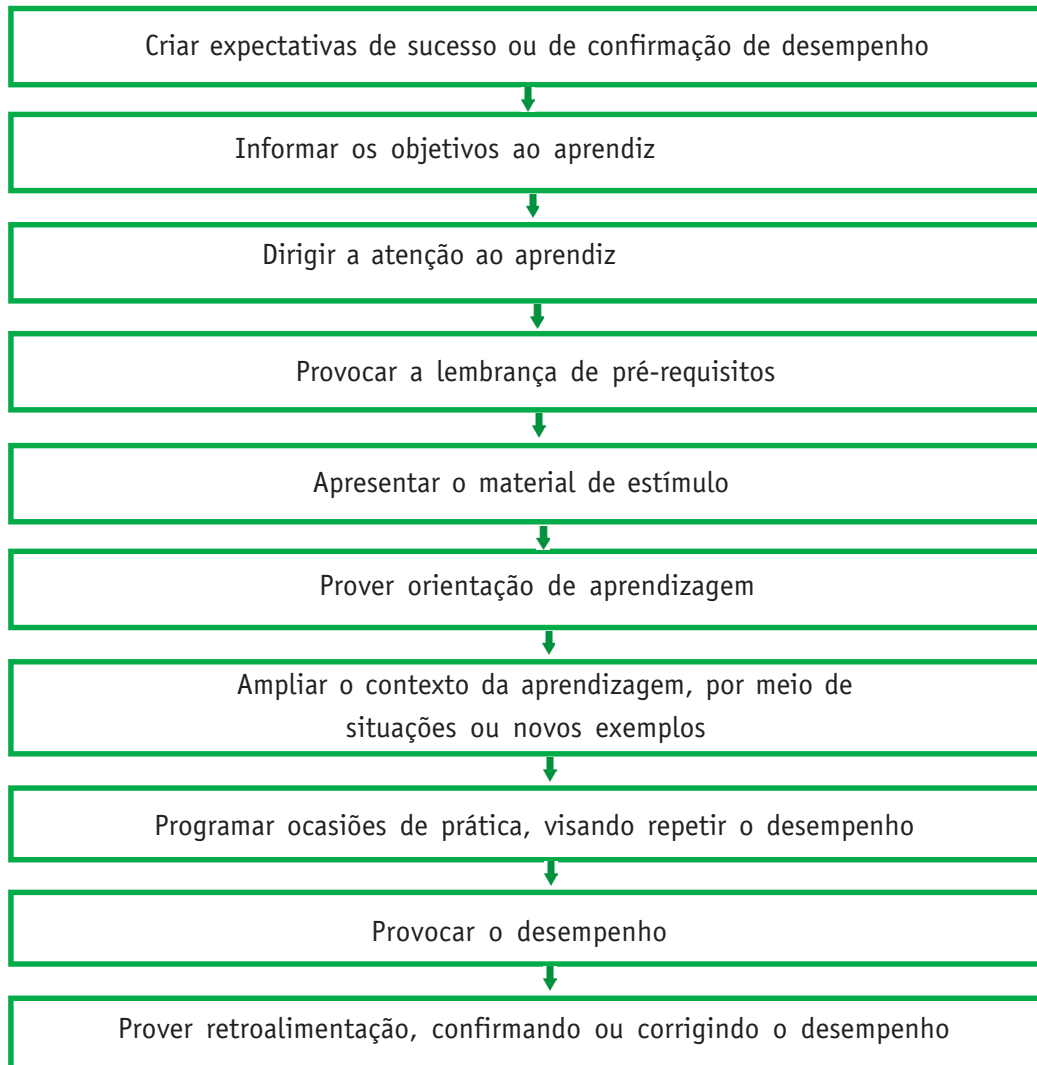 Criar expectativas de sucesso ou de confirmação de desempenho
Informar os objetivos ao aprendiz
Dirigir a atenção ao aprendiz
Provocar a lembrança de pré-requisitos
Apresentar o material de estímulo
Prover orientação de aprendizagem
Ampliar o contexto da aprendizagem, por meio de
situações ou novos exemplos
Programar ocasiões de prática, visando repetir o desempenho
Provocar o desempenho
Prover retroalimentação, confirmando ou corrigindo o desempenho